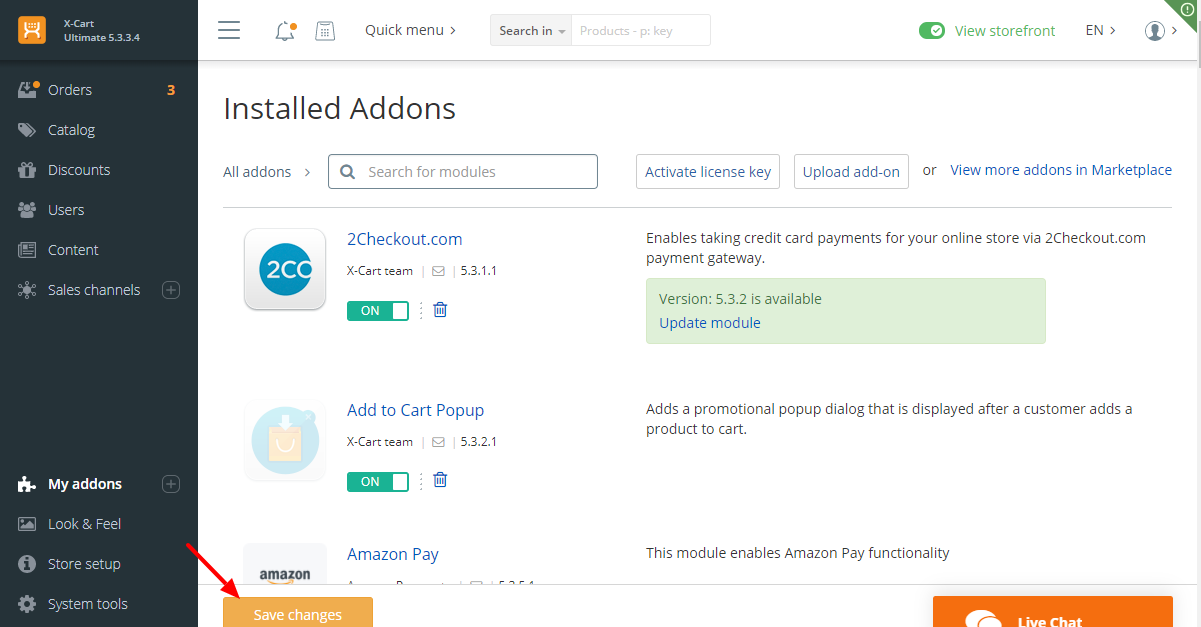 X-Cart
Ultimate 5.3.3.4
Quick menu
Search in
Products - p: key
View storefront
EN
Orders 3
Catalog
Discounts
Users
Content
Sales channels
My addons
Look & Feel
Store setup
System tools
Installed Addons
All addons
Search for modules
Activate license key
Upload add-on
or
View more addons in Marketplace
2CO
2Checkout.com
X-Cart team | 5.3.1.1
ON
Enables taking credit card payments for your online store via 2Checkout.com
payment gateway.
Version: 5.3.2 is available
Update module
Add to Cart Popup
X-Cart team | 5.3.2.1
ON
Adds a promotional popup dialog that is displayed after a customer adds a
product to cart.
amazon
Amazon Pay
This module enables Amazon Pay functionality
Save changes
Live Chat